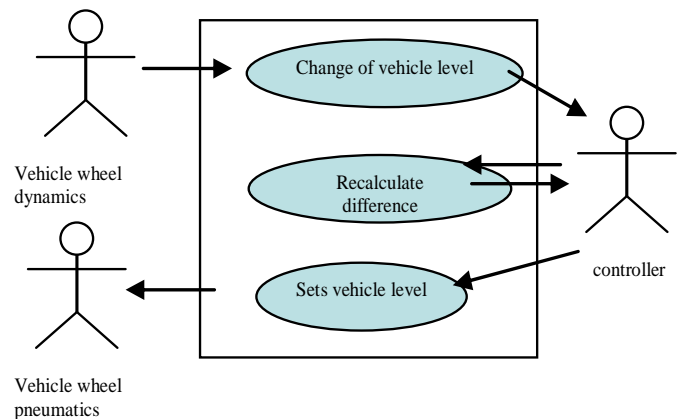 Change of vehicle level
Vehicle wheel
dynamics
Recalculate
difference
controller
Sets vehicle level
Vehicle wheel
pneumatics